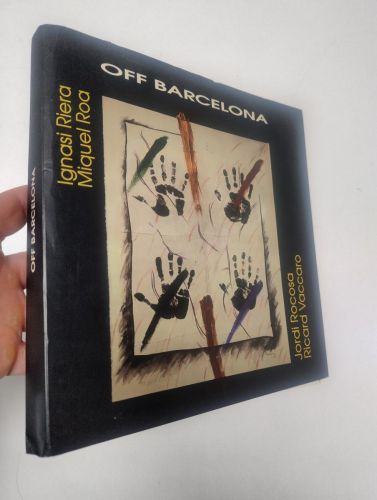 OFF BARCELONA
Ignasi Riera
Miquel Roa
Jordi Rocosa
Ricard Vaccaro
OFF BARCELONA